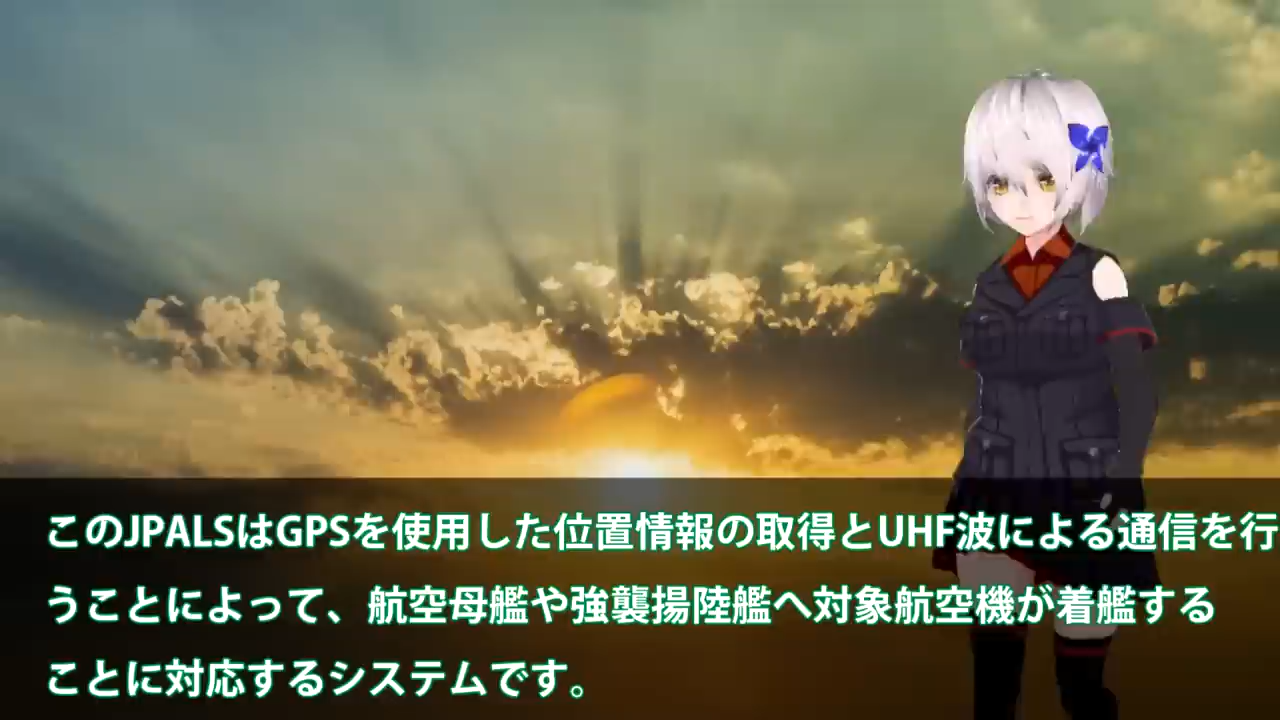 このJPALSはGPSを使用した位置情報の取得とUHF波による通信を行
うことによって、航空母艦や強襲揚陸艦へ対象航空機が着艦する
ことに対応するシステムです。